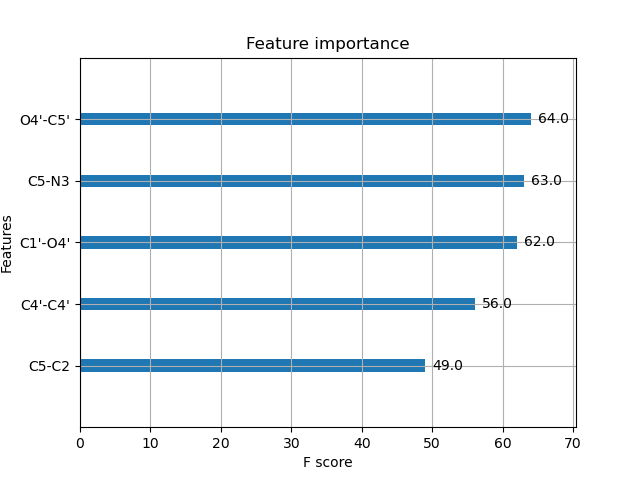 Feature importance
Features
O4'-C5' 64.0
C5-N3 63.0
C1'-O4' 62.0
C4'-C4' 56.0
C5-C2 49.0
0 10 20 30 40 50 60 70
F score